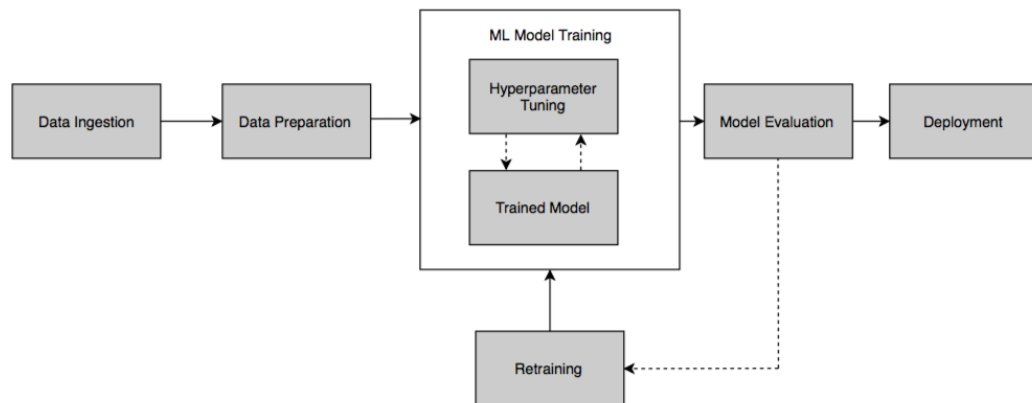 ML Model Training
Hyperparameter
Tuning
Data Ingestion
Data Preparation
Model Evaluation
Deployment
Trained Model
Retraining